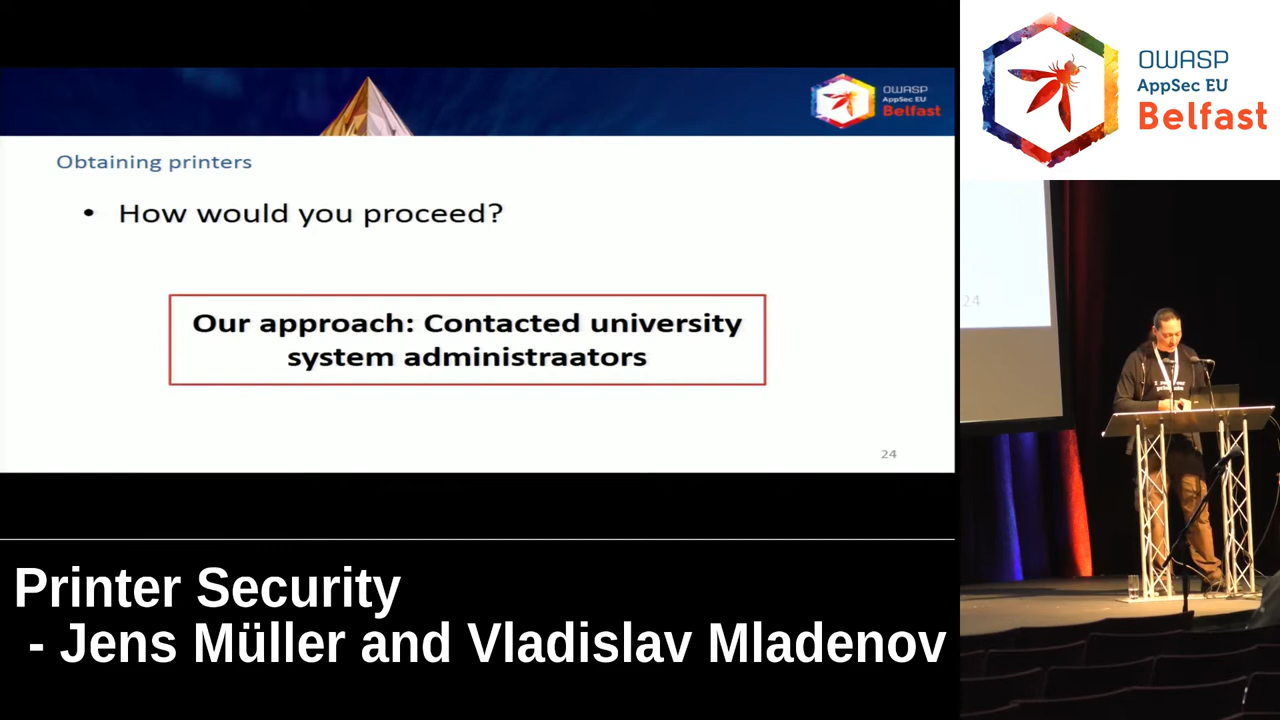 OWASP
AppSec EU
Belfast
Obtaining printers
• How would you proceed?
Our approach: Contacted university
system administraators
24
OWASP
AppSec EU
Belfast
24
Printer Security
- Jens Müller and Vladislav Mladenov